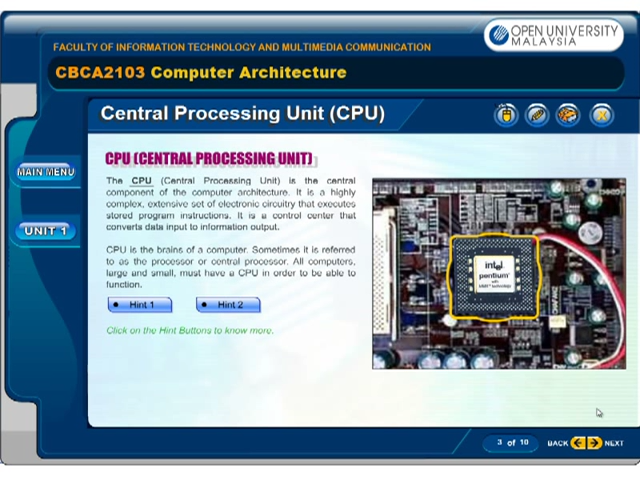 OPEN UNIVERSITY
MALAYSIA
FACULTY OF INFORMATION TECHNOLOGY AND MULTIMEDIA COMMUNICATION
CBCA2103 Computer Architecture
Central Processing Unit (CPU)
MAIN MENU
UNIT 1
CPU (CENTRAL PROCESSING UNIT)
The CPU (Central Processing Unit) is the central
component of the computer architecture. It is a highly
complex, extensive set of electronic circuitry that executes
stored program instructions. It is a control center that
converts data input to information output.
CPU is the brains of a computer. Sometimes it is referred
to as the processor or central processor. All computers,
large and small, must have a CPU in order to be able to
function.
Hint 1
Hint 2
Click on the Hint Buttons to know more.
intel
pentium
with
MMX technology
3 of 10
BACK
NEXT